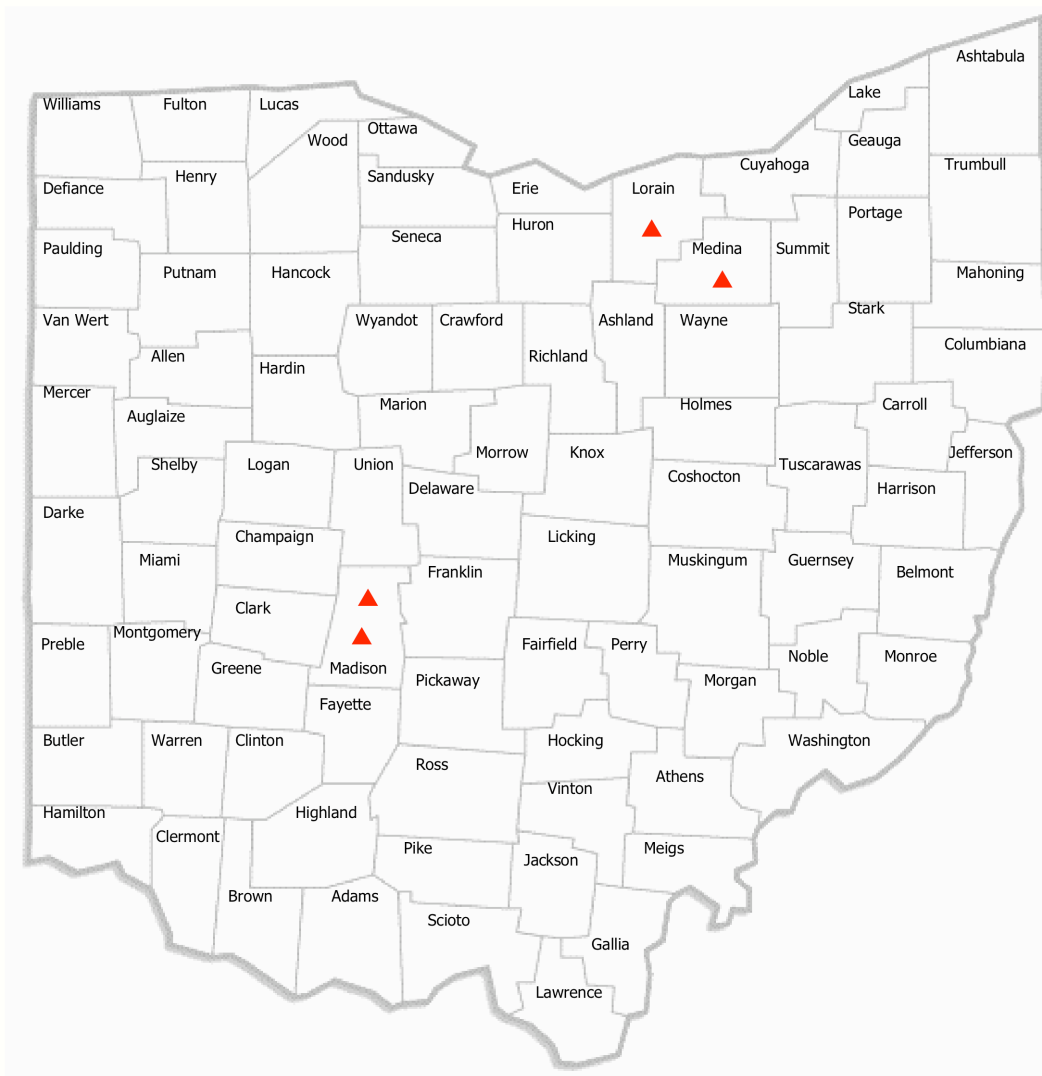 Ashtabula
Lake
Williams
Fulton
Lucas
Ottawa
Wood
Geauga
Cuyahoga
Trumbull
Henry
Sandusky
Defiance
Erie
Lorain
Portage
Huron
Seneca
Paulding
Medina
Summit
Putnam
Hancock
Mahoning
Stark
Van Wert
Wyandot
Crawford
Ashland
Wayne
Columbiana
Allen
Richland
Hardin
Mercer
Marion
Holmes
Carroll
Auglaize
Morrow
Knox
Jefferson
Shelby
Logan
Union
Tuscarawas
Coshocton
Delaware
Harrison
Darke
Champaign
Licking
Miami
Muskingum
Guernsey
Franklin
Belmont
Clark
Montgomery
Preble
Fairfield
Perry
Noble
Monroe
Greene
Madison
Pickaway
Morgan
Fayette
Butler
Warren
Clinton
Hocking
Washington
Ross
Athens
Vinton
Hamilton
Highland
Clermont
Pike
Meigs
Jackson
Brown
Adams
Scioto
Gallia
Lawrence